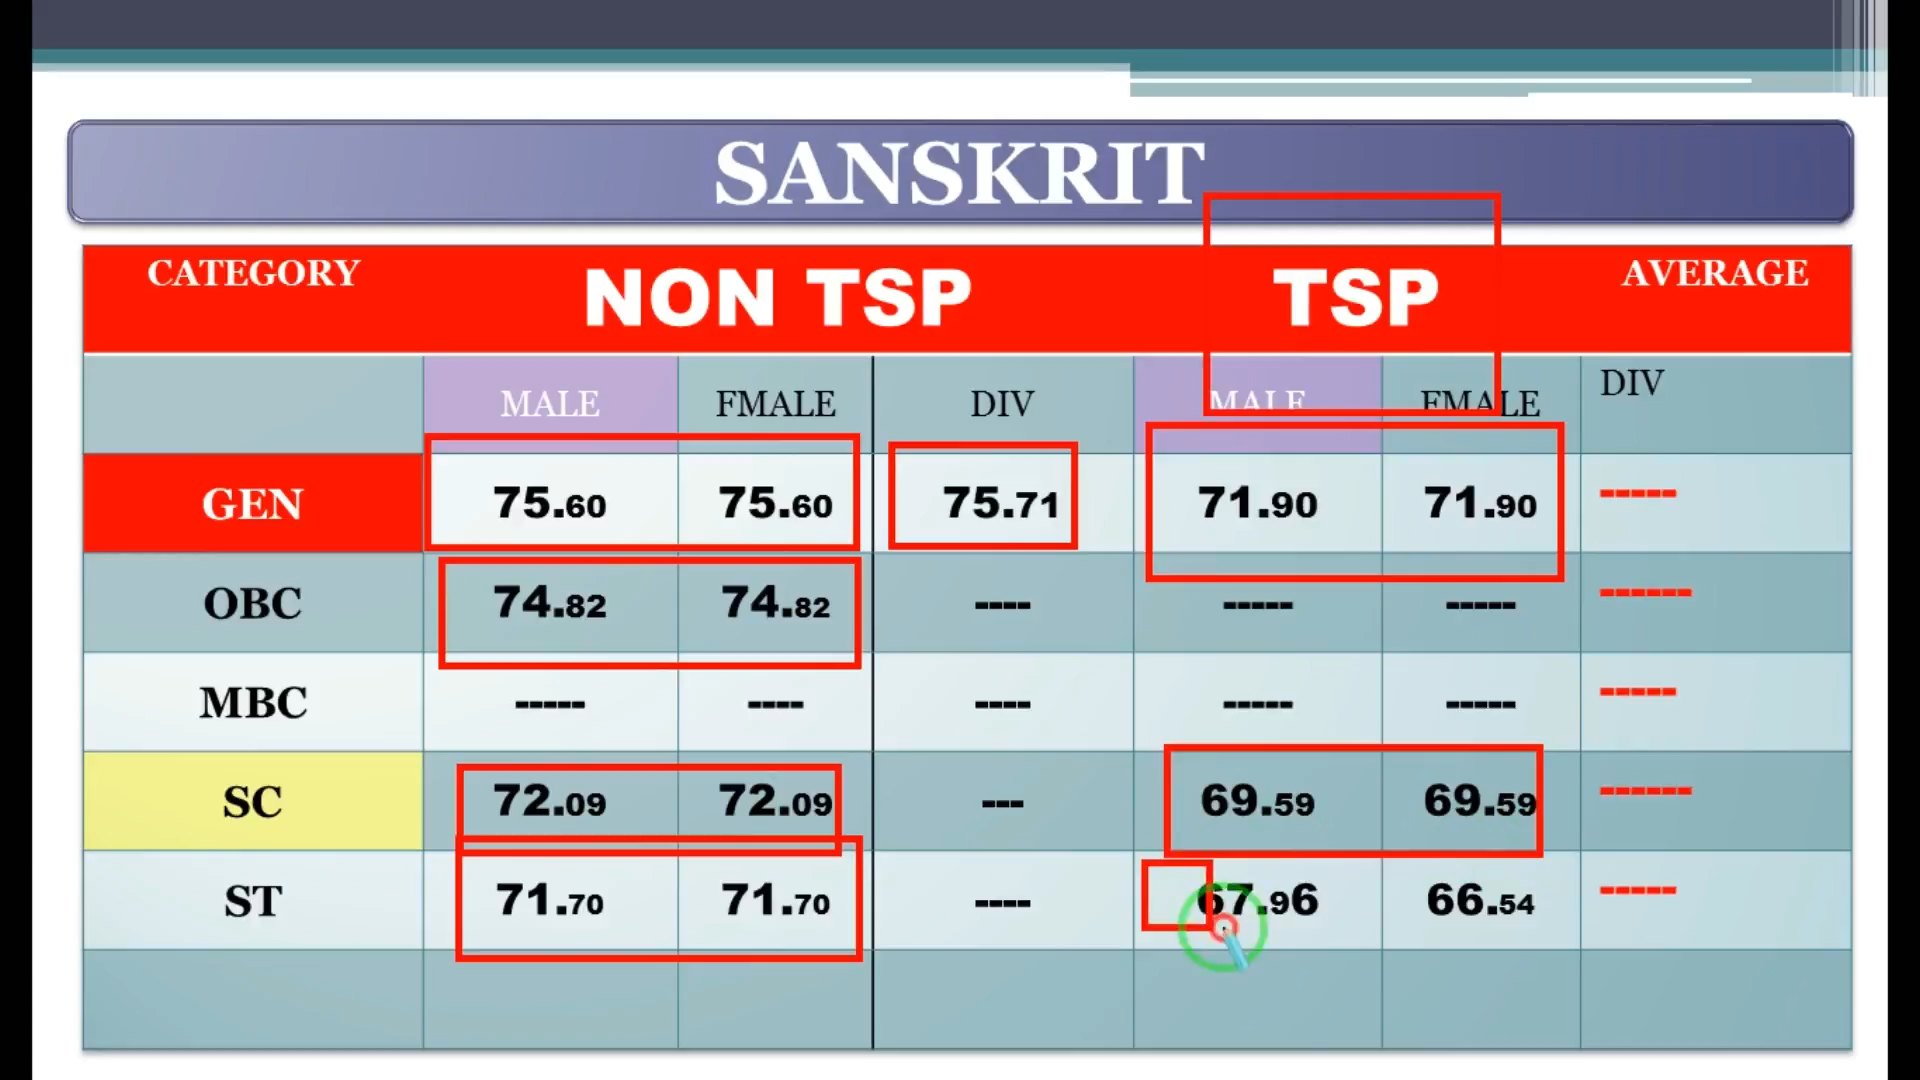 SANSKRIT
CATEGORY NON TSP TSP AVERAGE
MALE FMALE DIV MALE FMALE DIV
GEN 75.60 75.60 75.71 71.90 71.90 -----
OBC 74.82 74.82 ---- ----- ----- ------
MBC ----- ---- ---- ----- ----- -----
SC 72.09 72.09 --- 69.59 69.59 ------
ST 71.70 71.70 ---- 67.96 66.54 -----